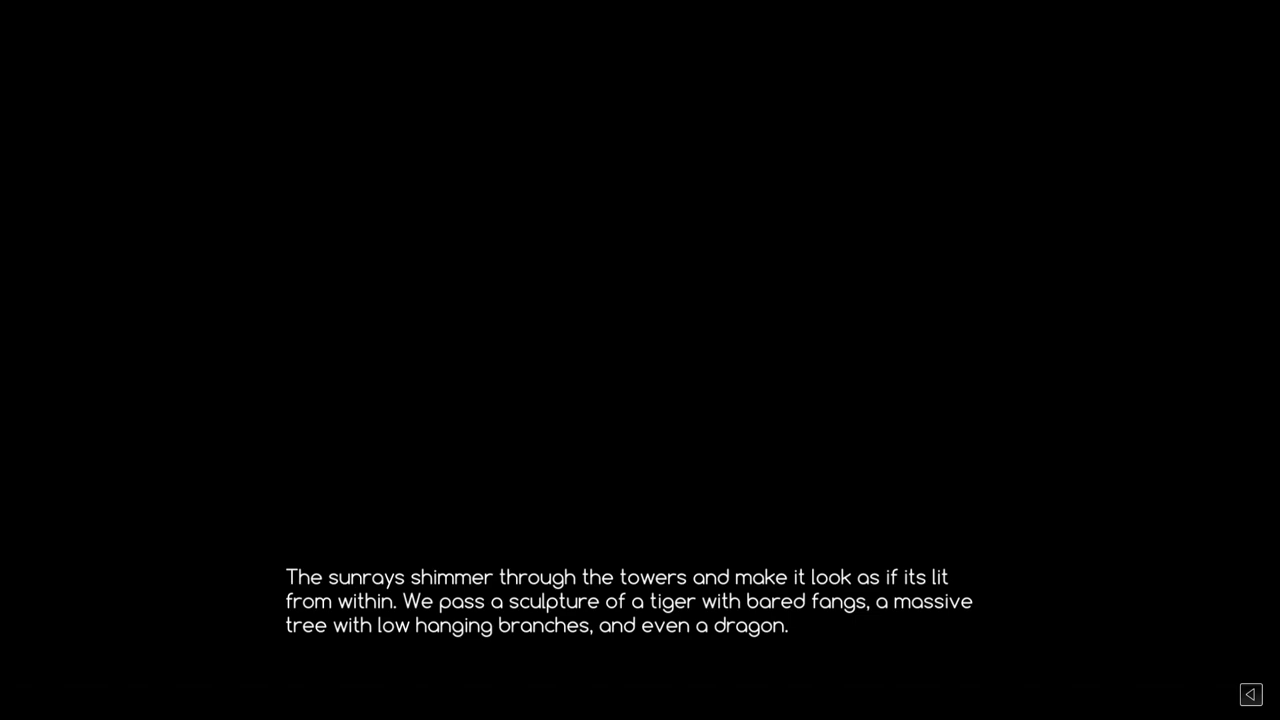 The sunrays shimmer through the towers and make it look as if its lit
from within. We pass a sculpture of a tiger with bared fangs, a massive
tree with low hanging branches, and even a dragon.